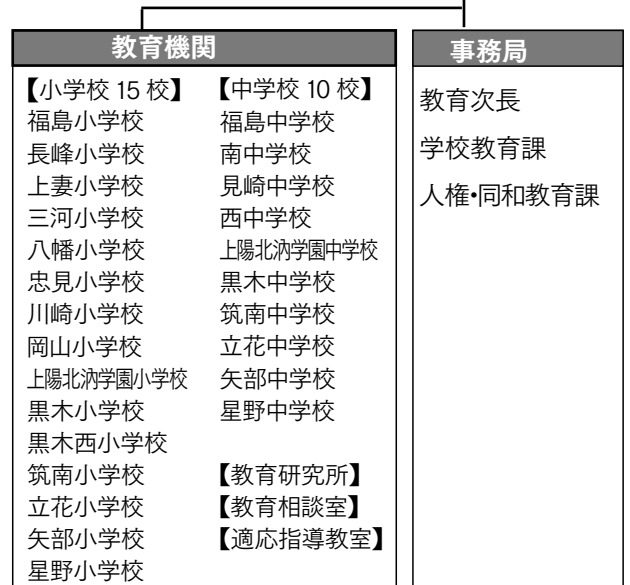 教育機関
【小学校 15 校】
福島小学校
長峰小学校
上妻小学校
三河小学校
八幡小学校
忠見小学校
川崎小学校
岡山小学校
上陽北汭学園小学校
黒木小学校
黒木西小学校
筑南小学校
立花小学校
矢部小学校
星野小学校
【中学校 10 校】
福島中学校
南中学校
見崎中学校
西中学校
上陽北汭学園中学校
黒木中学校
筑南中学校
立花中学校
矢部中学校
星野中学校
【教育研究所】
【教育相談室】
【適応指導教室】
事務局
教育次長
学校教育課
人権・同和教育課